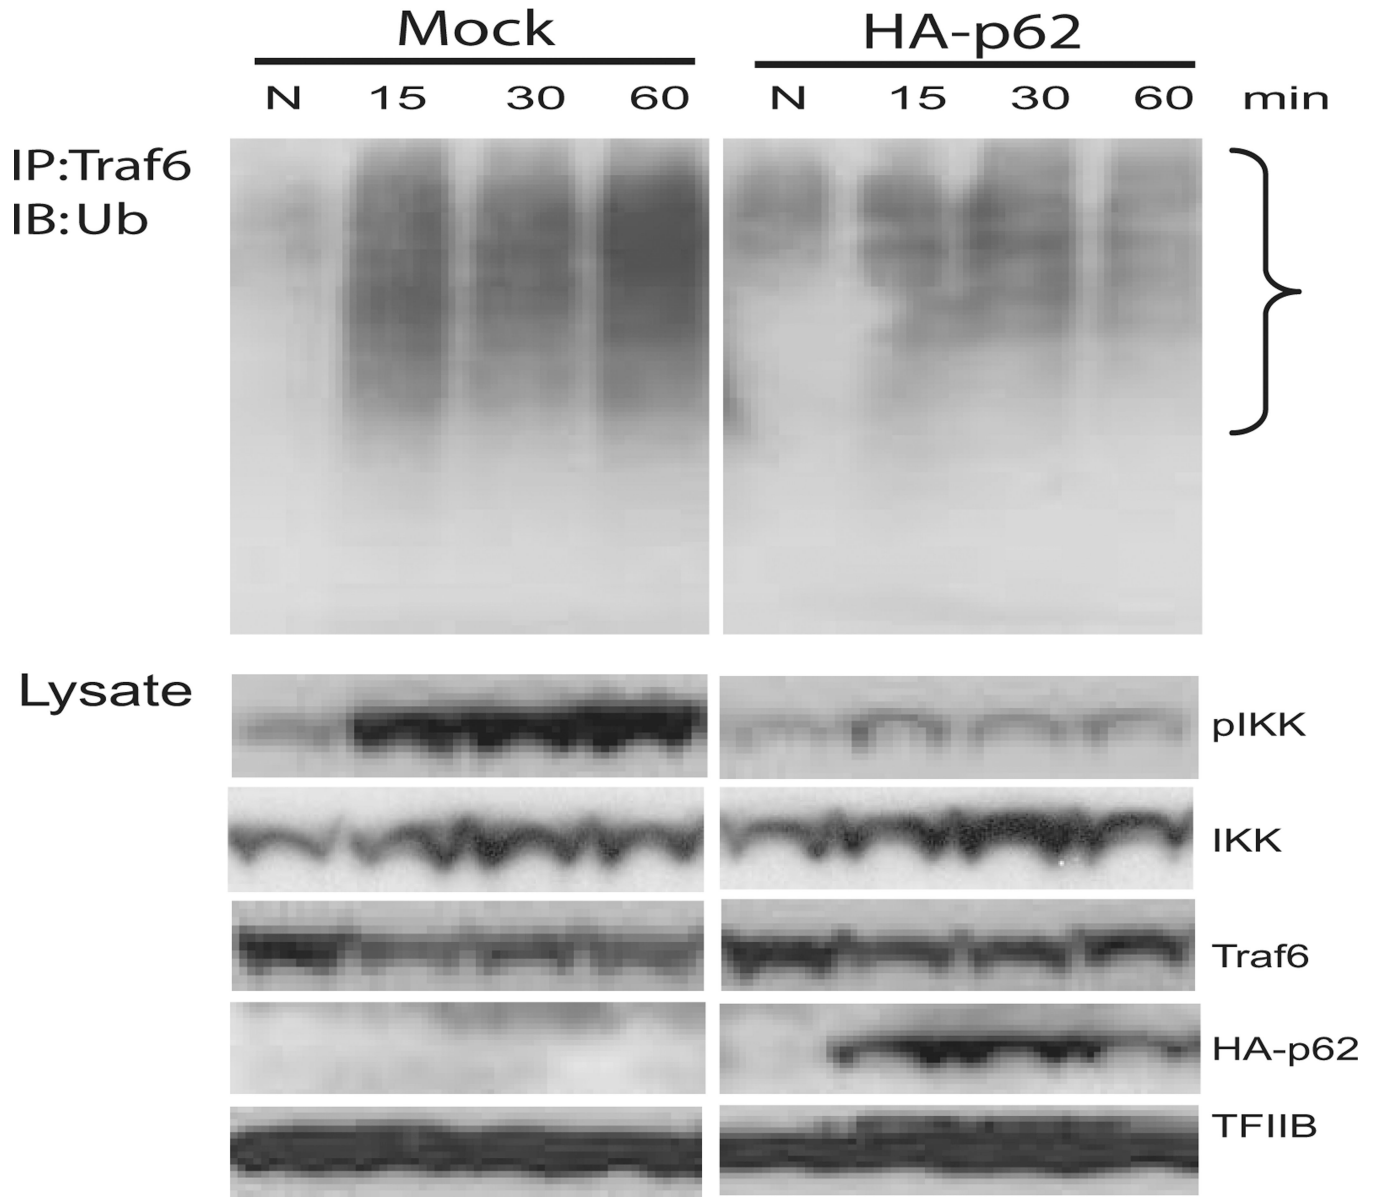 Mock HA-p62
N 15 30 60 N 15 30 60 min
IP:Traf6
IB:Ub
Lysate
pIKK
IKK
Traf6
HA-p62
TFIIB